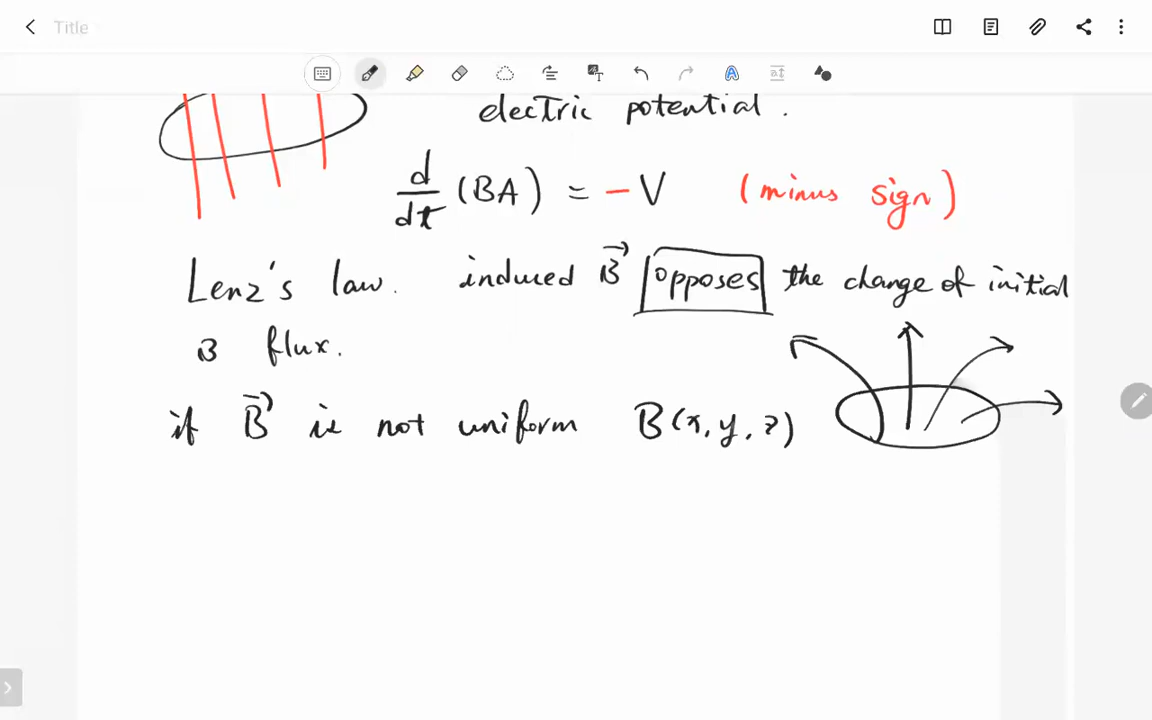 Title
electric potential.
d/dt (BA) = -V (minus sign)
Lenz's law. induced B⃗ opposes the change of initial
B flux.
if B⃗ is not uniform B(x, y, z)